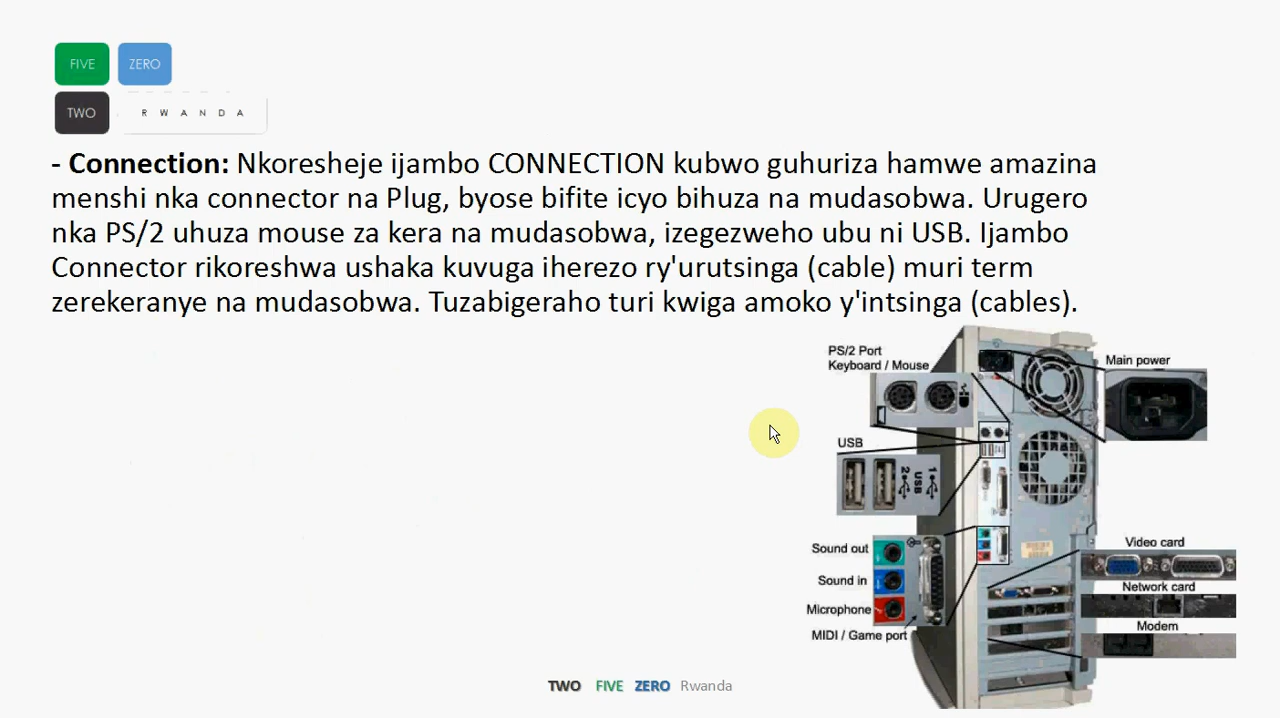 FIVE ZERO
TWO R W A N D A
- Connection: Nkoresheje ijambo CONNECTION kubwo guhuriza hamwe amazina
menshi nka connector na Plug, byose bifite icyo bihuza na mudasobwa. Urugero
nka PS/2 uhuza mouse za kera na mudasobwa, izegezweho ubu ni USB. Ijambo
Connector rikoreshwa ushaka kuvuga iherezo ry'urutsinga (cable) muri term
zerekeranye na mudasobwa. Tuzabigeraho turi kwiga amoko y'intsinga (cables).
PS/2 Port
Keyboard / Mouse
Main power
USB
1 USB 2
Sound out
Sound in
Microphone
MIDI / Game port
Video card
Network card
Modem
TWO FIVE ZERO Rwanda